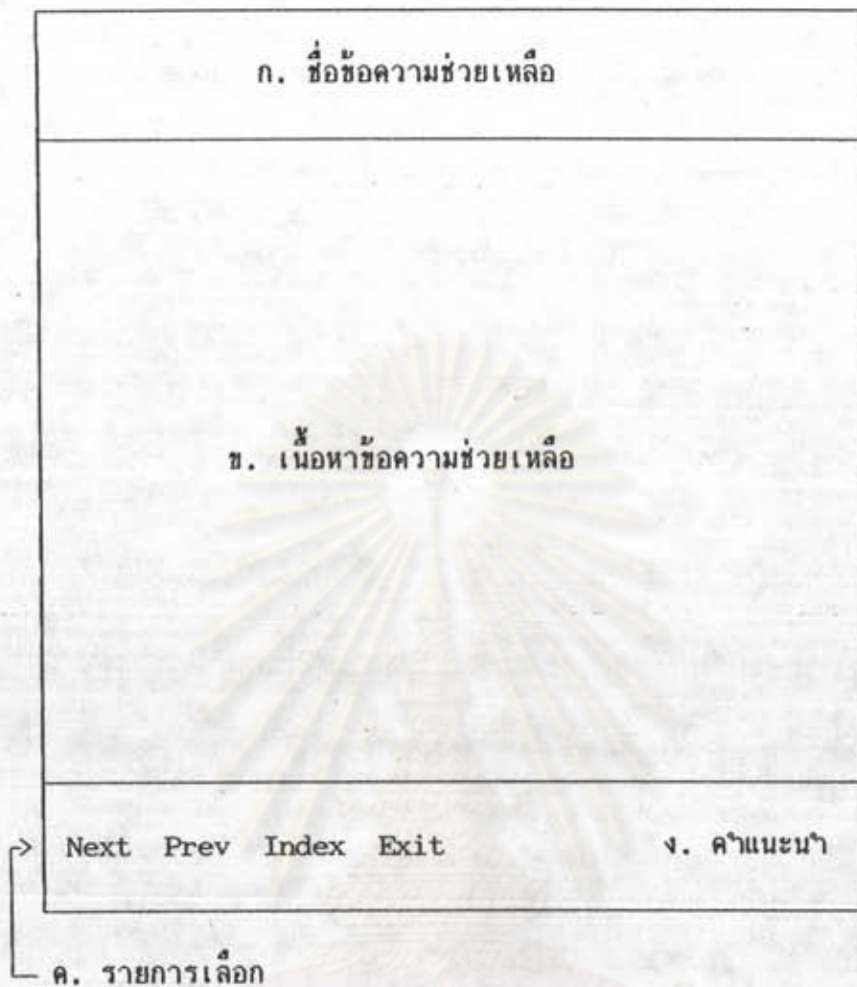 ก. ชื่อข้อความช่วยเหลือ
ข. เนื้อหาข้อความช่วยเหลือ
Next Prev Index Exit ง. คำแนะนำ
ค. รายการเลือก